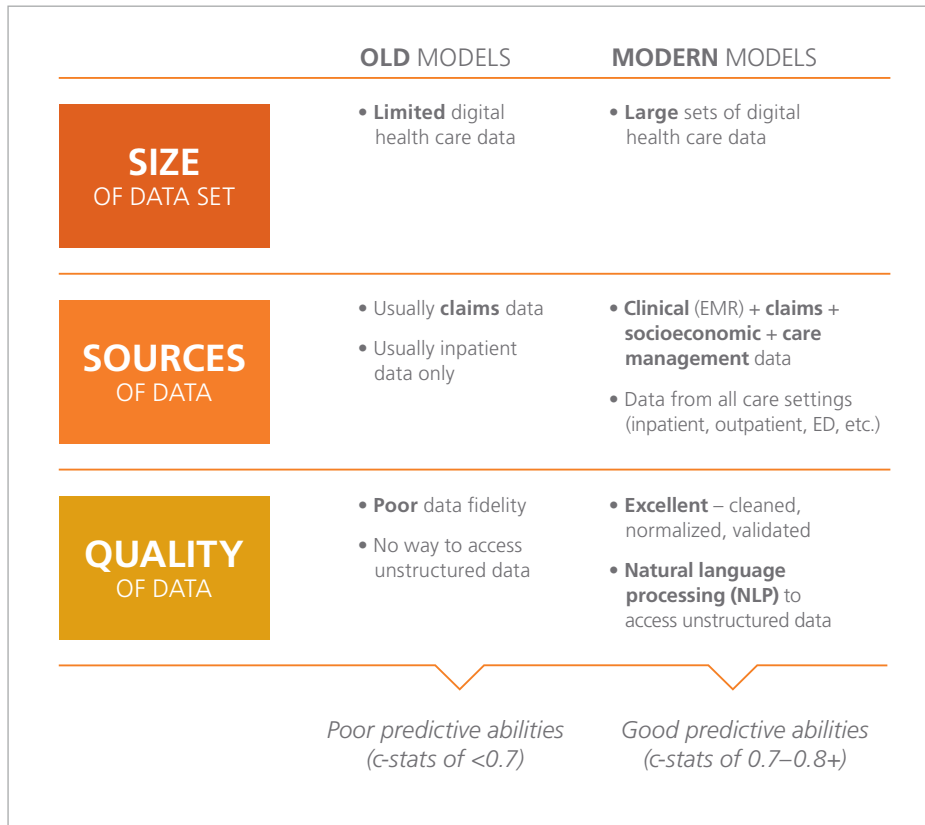 OLD MODELS
MODERN MODELS
SIZE
OF DATA SET
• Limited digital
health care data
• Large sets of digital
health care data
SOURCES
OF DATA
• Usually claims data
• Usually inpatient
data only
• Clinical (EMR) + claims +
socioeconomic + care
management data
• Data from all care settings
(inpatient, outpatient, ED, etc.)
QUALITY
OF DATA
• Poor data fidelity
• No way to access
unstructured data
• Excellent – cleaned,
normalized, validated
• Natural language
processing (NLP) to
access unstructured data
Poor predictive abilities
(c-stats of <0.7)
Good predictive abilities
(c-stats of 0.7–0.8+)